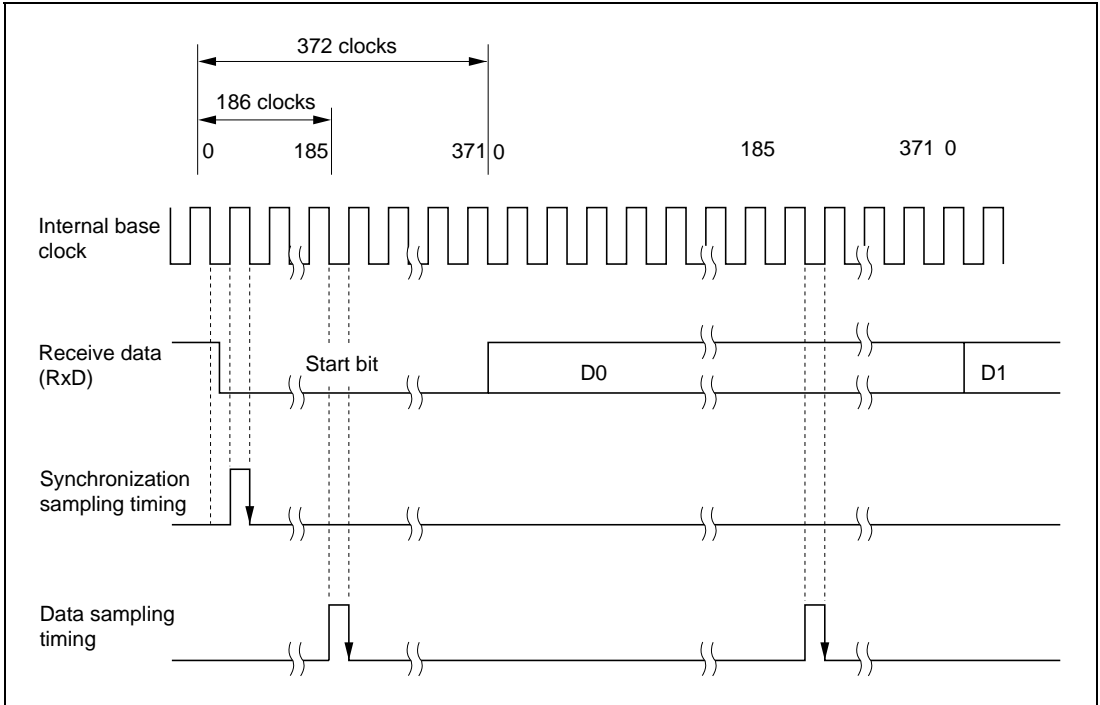 372 clocks
186 clocks
0 185 371 0 185 371 0
Internal base
clock
Receive data
(RxD)
Start bit
D0
D1
Synchronization
sampling timing
Data sampling
timing